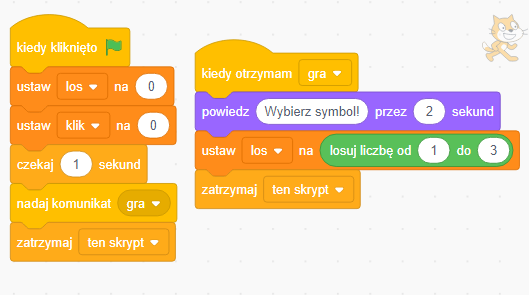 kiedy kliknięto
ustaw los na 0
ustaw klik na 0
czekaj 1 sekund
nadaj komunikat gra
zatrzymaj ten skrypt
kiedy otrzymam gra
powiedz Wybierz symbol! przez 2 sekund
ustaw los na losuj liczbę od 1 do 3
zatrzymaj ten skrypt